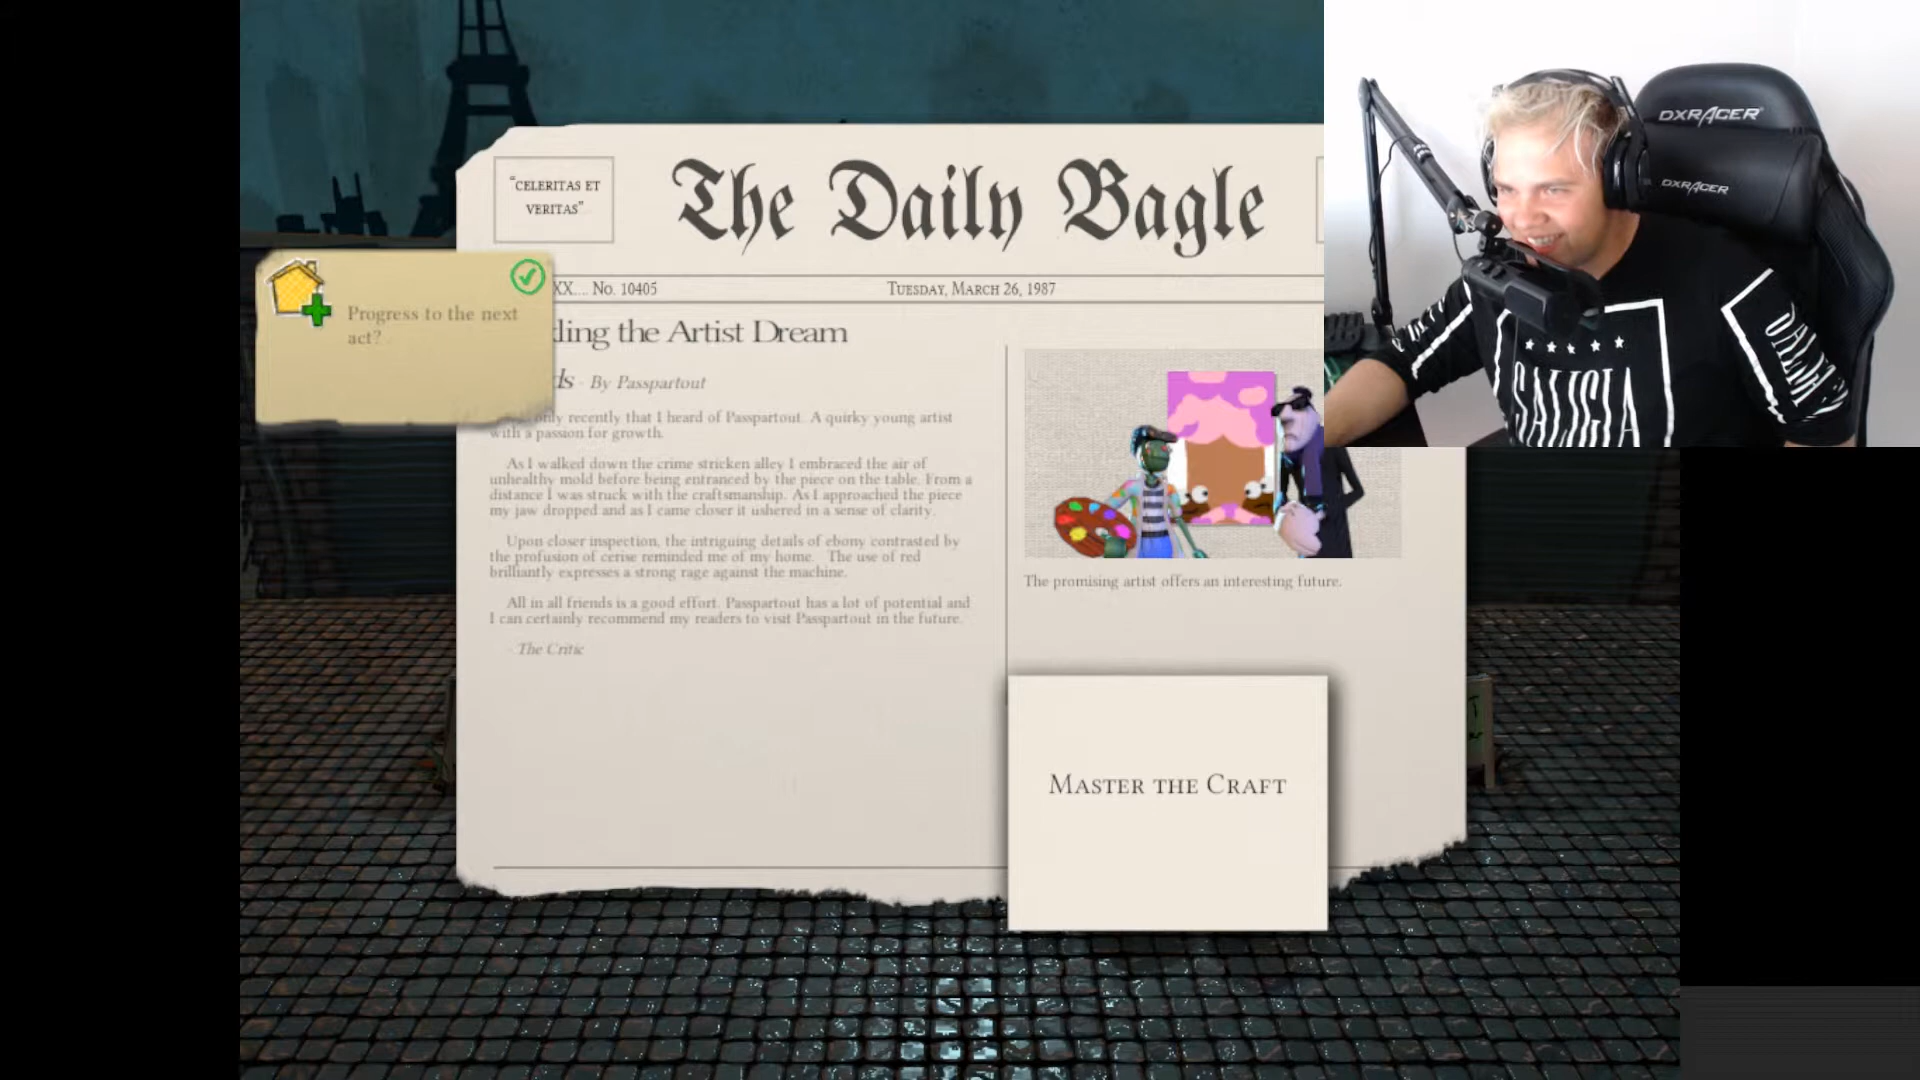 "CELERITAS ET
VERITAS"
The Daily Bagle
XX.... No. 10405
TUESDAY, MARCH 26, 1987
Progress to the next
act?
ding the Artist Dream
ds - By Passpartout
only recently that I heard of Passpartout. A quirky young artist
with a passion for growth.
As I walked down the crime stricken alley I embraced the air of
unhealthy mold before being entranced by the piece on the table. From a
distance I was struck with the craftsmanship. As I approached the piece
my jaw dropped and as I came closer it ushered in a sense of clarity.
Upon closer inspection, the intriguing details of ebony contrasted by
the profusion of cerise reminded me of my home. The use of red
brilliantly expresses a strong rage against the machine.
All in all friends is a good effort. Passpartout has a lot of potential and
I can certainly recommend my readers to visit Passpartout in the future.
- The Critic
The promising artist offers an interesting future.
MASTER THE CRAFT
DXRACER
DXRACER
SALIGIA